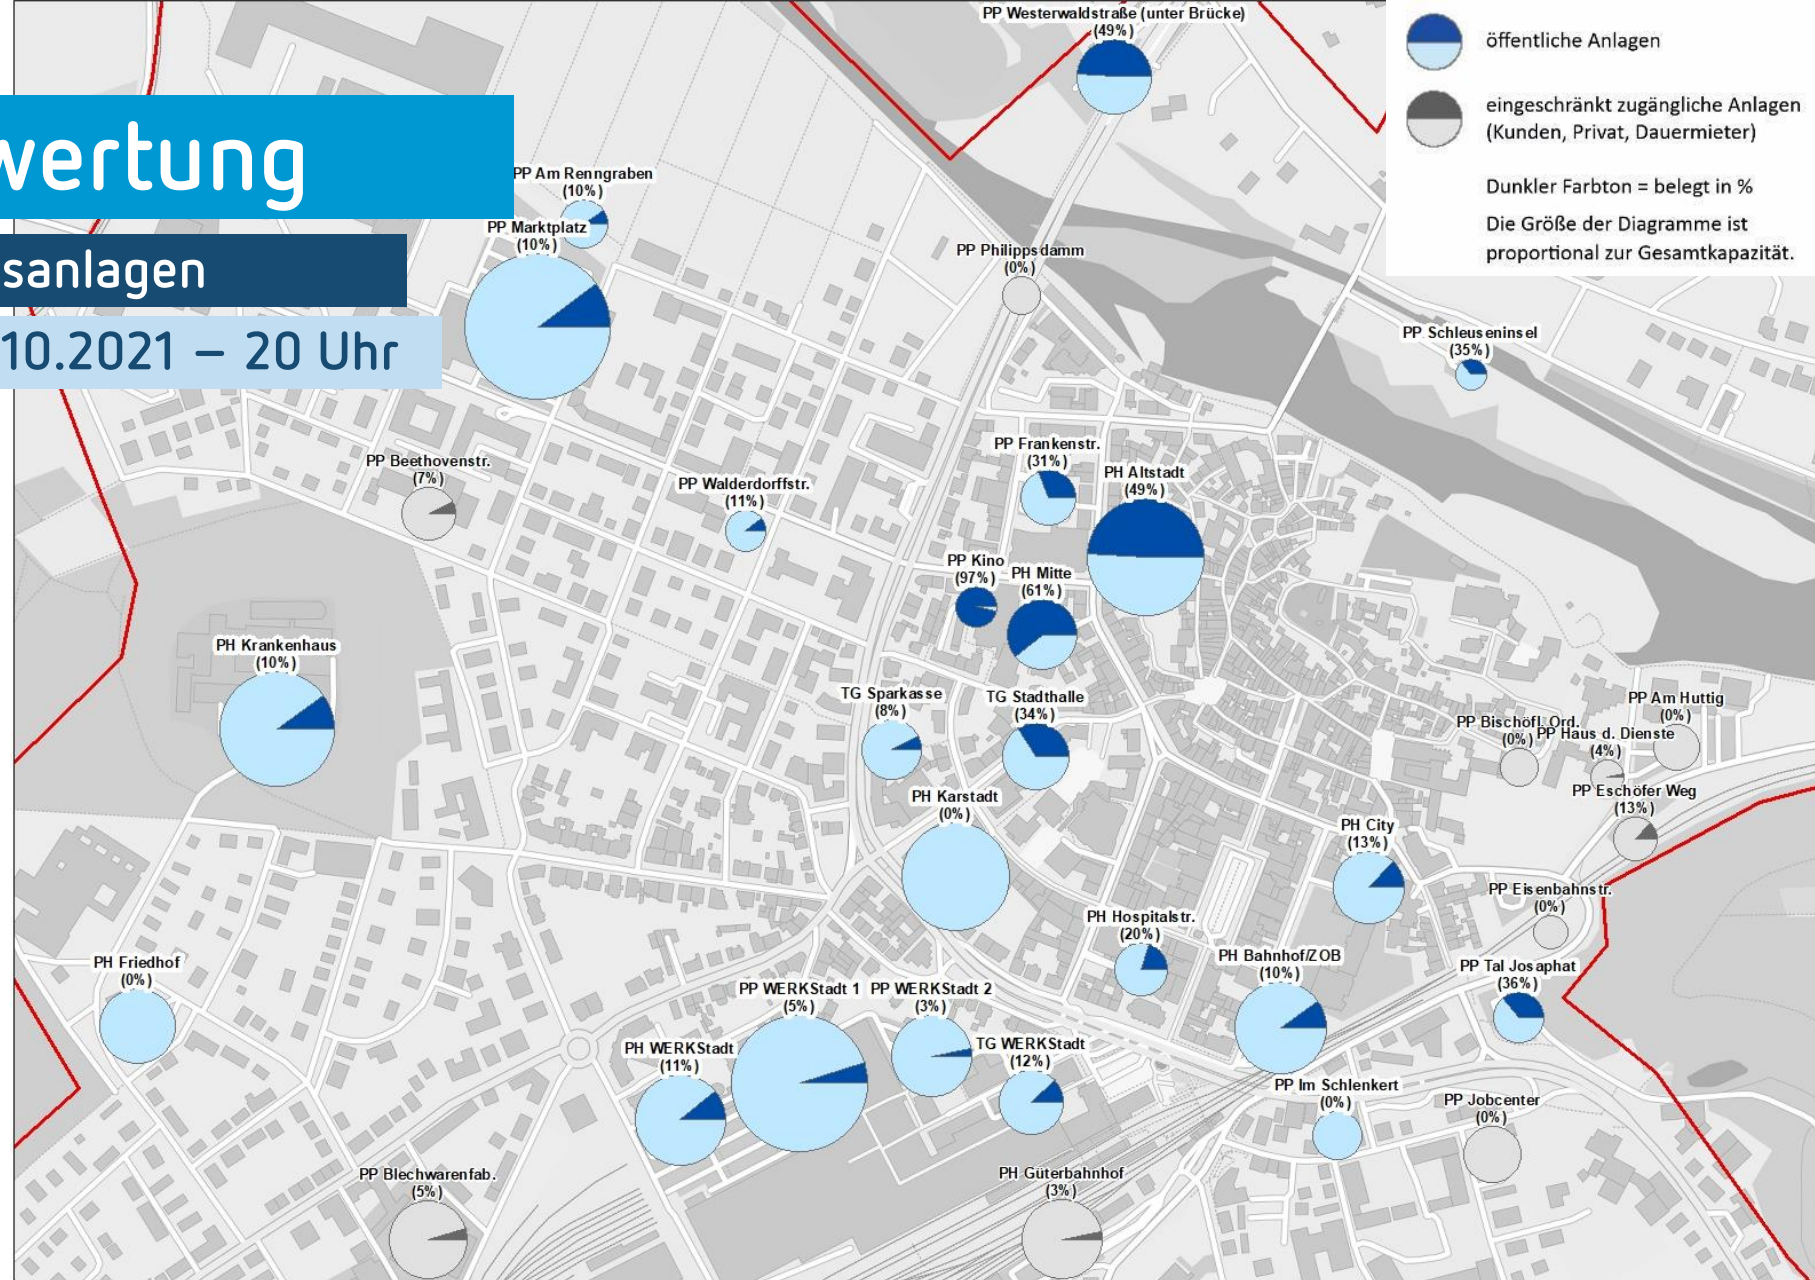 wertung
sanlagen
10.2021 – 20 Uhr
öffentliche Anlagen
eingeschränkt zugängliche Anlagen
(Kunden, Privat, Dauermieter)
Dunkler Farbton = belegt in %
Die Größe der Diagramme ist
proportional zur Gesamtkapazität.
PP Westerwaldstraße (unter Brücke)
(49%)
PP Am Renngraben
(10%)
PP Marktplatz
(10%)
PP Philippsdamm
(0%)
PP Schleuseninsel
(35%)
PP Beethovenstr.
(7%)
PP Walderdorffstr.
(11%)
PP Frankenstr.
(31%)
PH Altstadt
(49%)
PP Kino
(97%)
PH Mitte
(61%)
PH Krankenhaus
(10%)
TG Sparkasse
(8%)
TG Stadthalle
(34%)
PP Am Huttig
(0%)
PP Bischöfl. Ord.
(0%)
PP Haus d. Dienste
(4%)
PP Eschöfer Weg
(13%)
PH Karstadt
(0%)
PH City
(13%)
PP Eisenbahnstr.
(0%)
PH Hospitalstr.
(20%)
PH Bahnhof/ZOB
(10%)
PP Tal Josaphat
(36%)
PH Friedhof
(0%)
PP WERKStadt 1
(5%)
PP WERKStadt 2
(3%)
PH WERKStadt
(11%)
TG WERKStadt
(12%)
PP Im Schlenkert
(0%)
PP Jobcenter
(0%)
PP Blechwarenfab.
(5%)
PH Güterbahnhof
(3%)